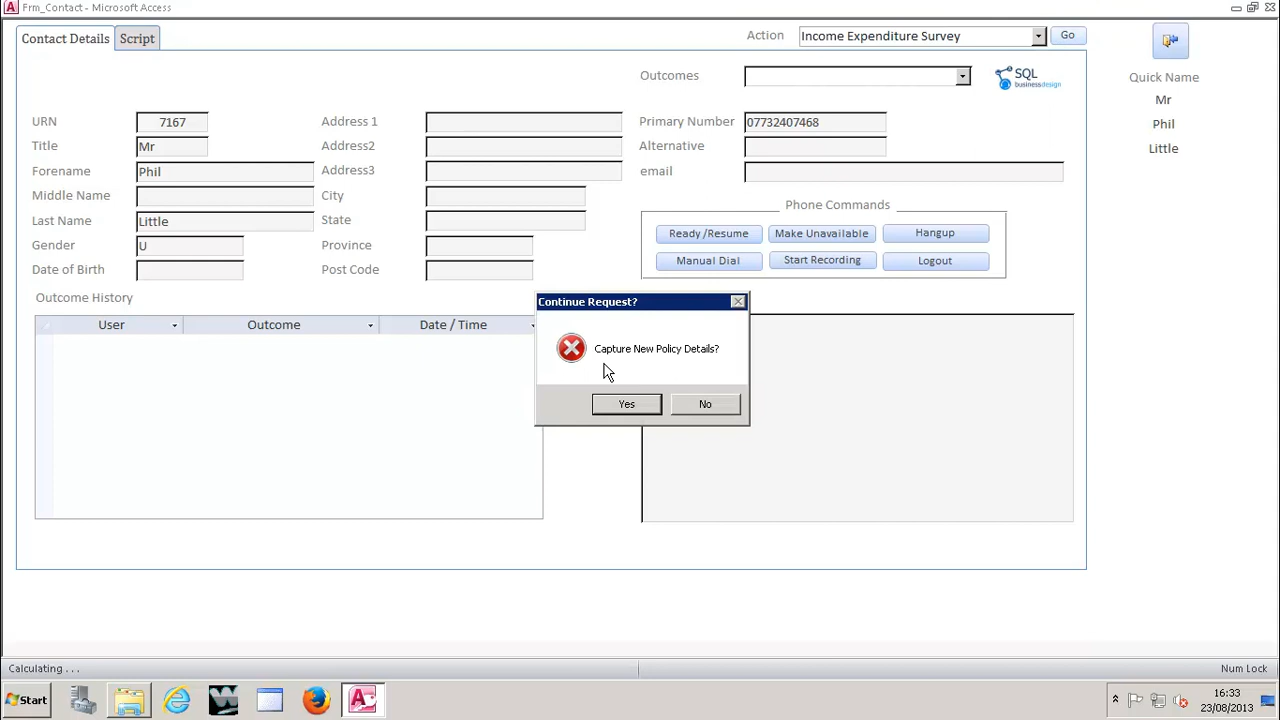 Frm_Contact - Microsoft Access
Contact Details
Script
Action
Income Expenditure Survey
Go
Outcomes
SQL
businessdesign
Quick Name
Mr
Phil
Little
URN
7167
Address 1
Primary Number
07732407468
Title
Mr
Address2
Alternative
Forename
Phil
Address3
email
Middle Name
City
Last Name
Little
State
Phone Commands
Gender
U
Province
Ready /Resume
Make Unavailable
Hangup
Date of Birth
Post Code
Manual Dial
Start Recording
Logout
Outcome History
User
Outcome
Date / Time
Continue Request?
Capture New Policy Details?
Yes
No
Calculating . . .
Num Lock
Start
16:33
23/08/2013